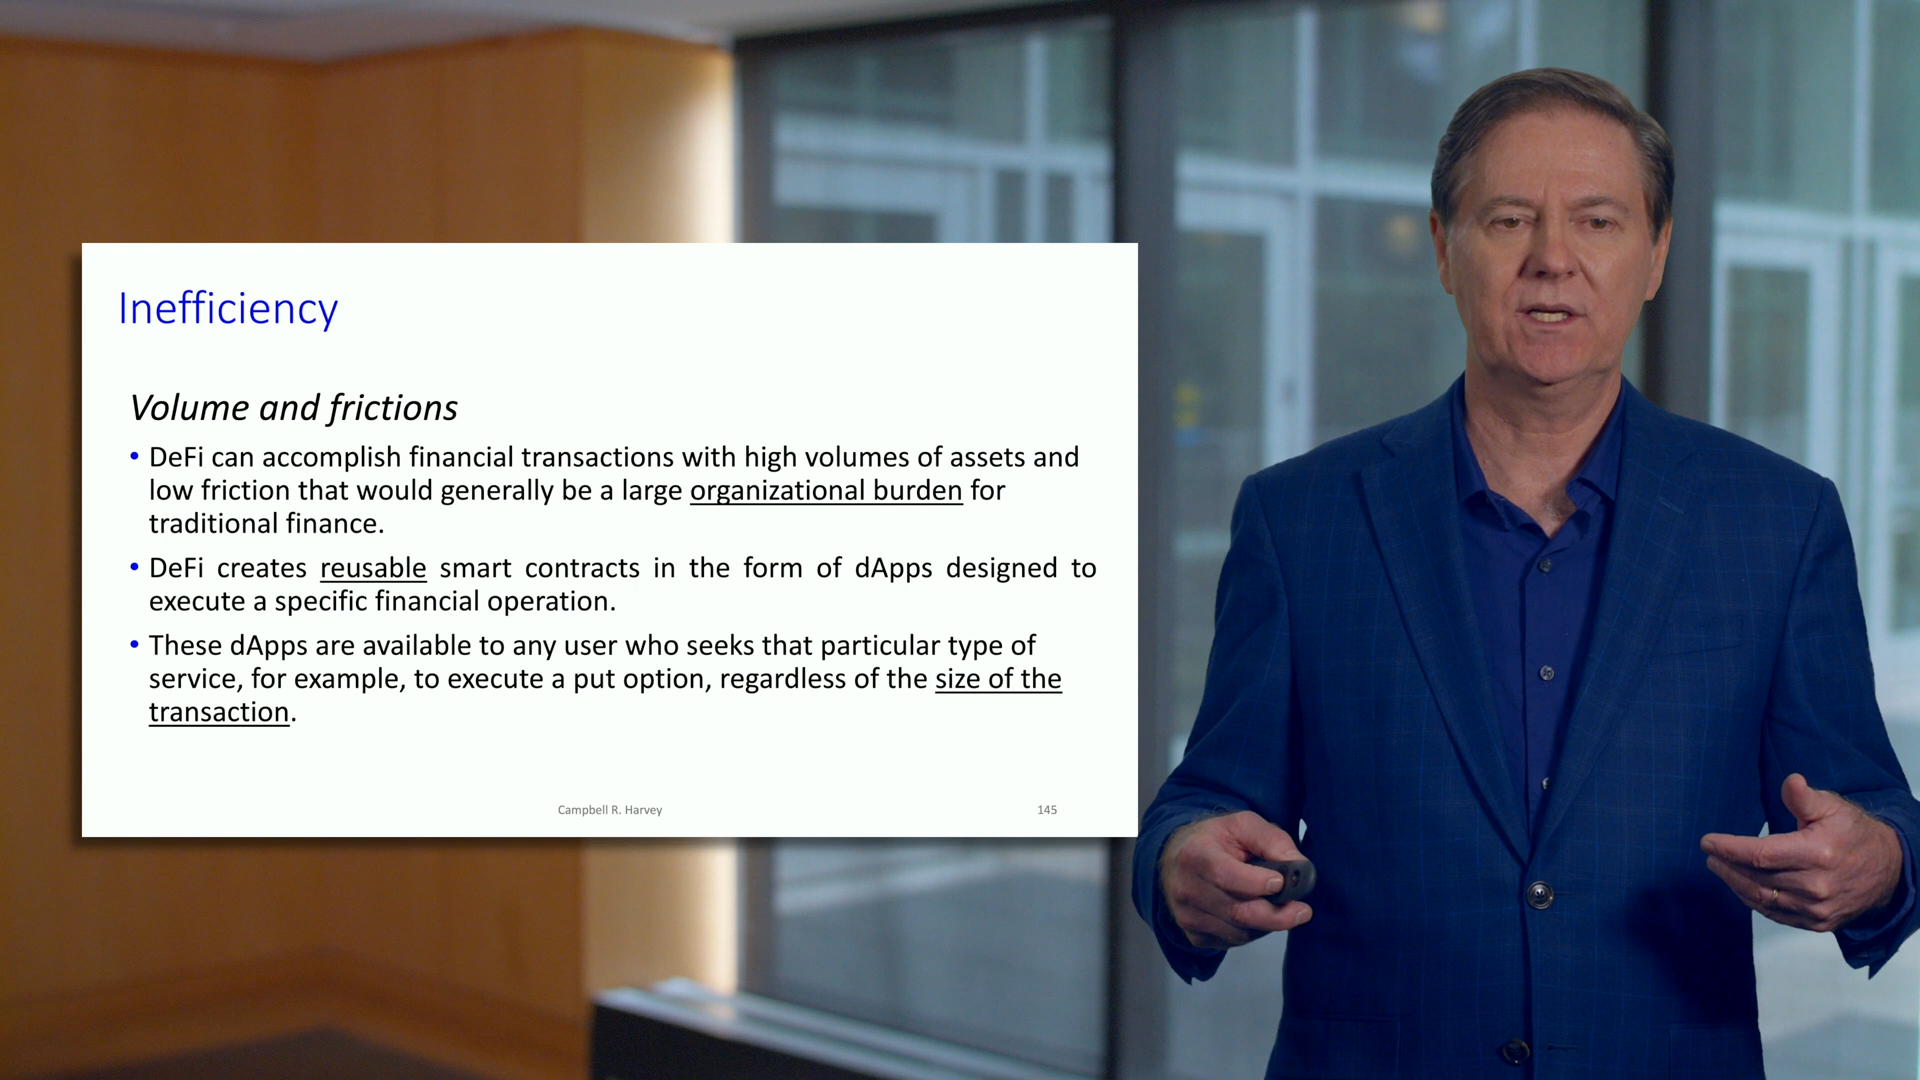 Inefficiency
Volume and frictions
• DeFi can accomplish financial transactions with high volumes of assets and
low friction that would generally be a large organizational burden for
traditional finance.
• DeFi creates reusable smart contracts in the form of dApps designed to
execute a specific financial operation.
• These dApps are available to any user who seeks that particular type of
service, for example, to execute a put option, regardless of the size of the
transaction.
Campbell R. Harvey
145